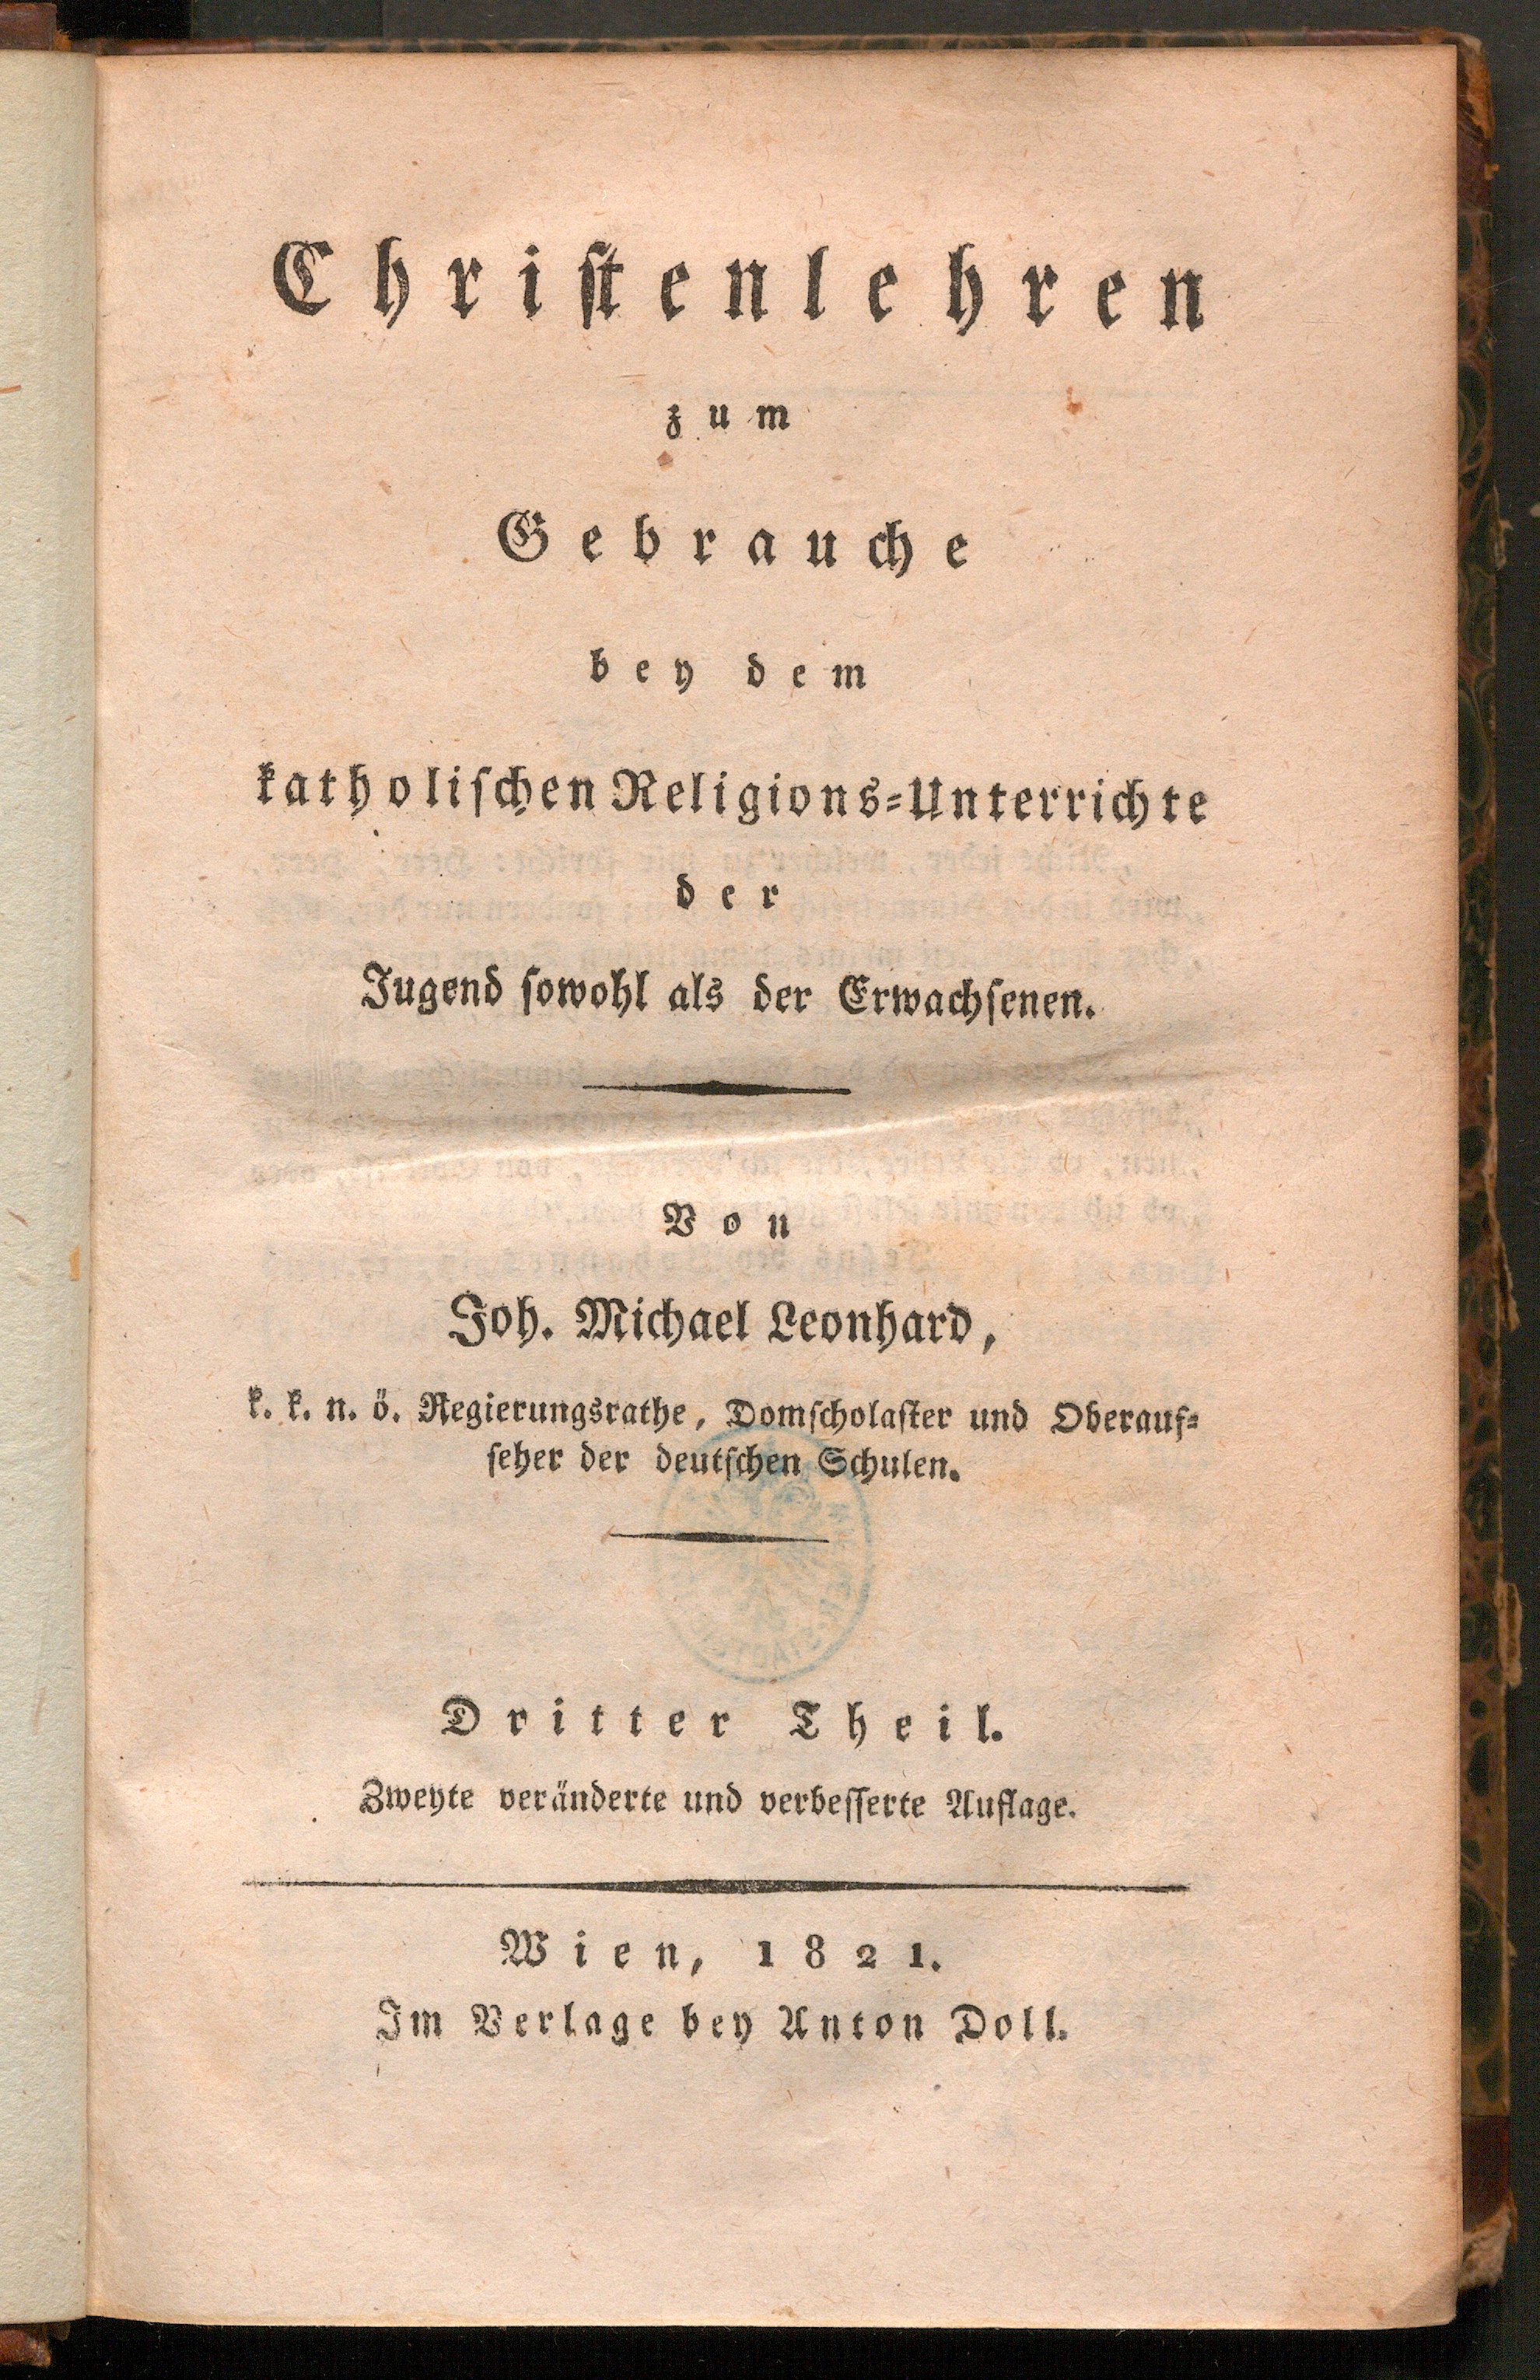 Christenlehren
zum
Gebrauche
bey dem
katholischen Religions-Unterrichte
der
Jugend sowohl als der Erwachsenen.
Von
Joh. Michael Leonhard,
k. k. n. ö. Regierungsrathe, Domscholaster und Oberauf-
seher der deutschen Schulen.
Dritter Theil.
Zweyte veränderte und verbesserte Auflage.
Wien, 1821.
Im Verlage bey Anton Doll.